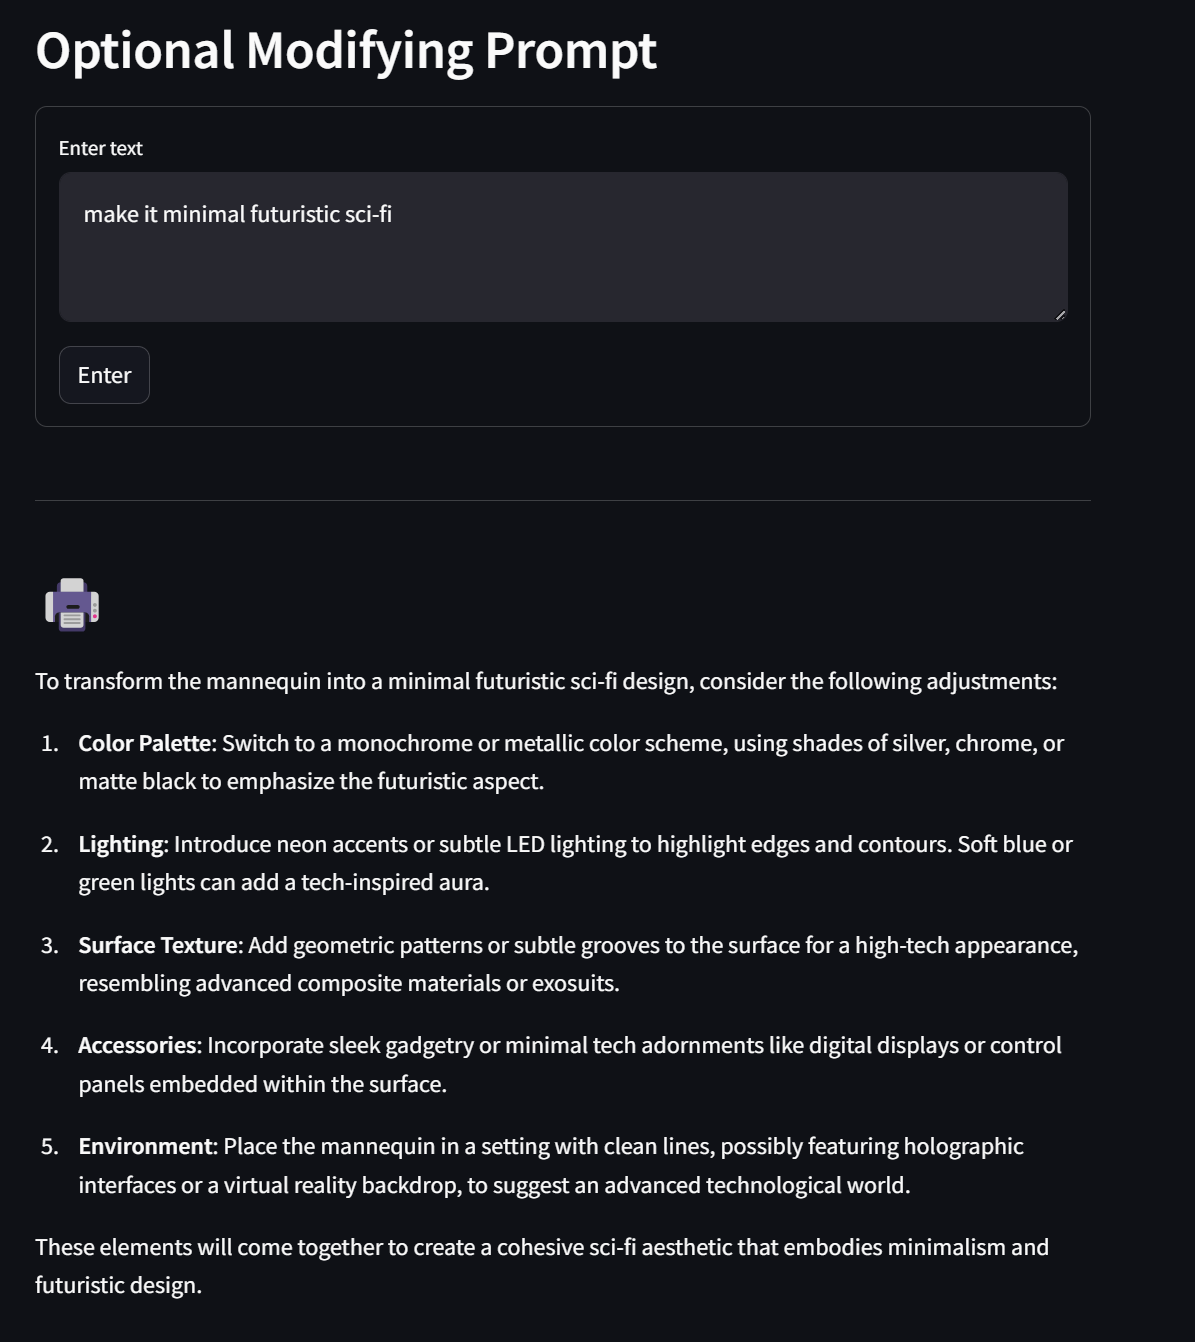 Optional Modifying Prompt
Enter text
make it minimal futuristic sci-fi
Enter
To transform the mannequin into a minimal futuristic sci-fi design, consider the following adjustments:
1. Color Palette: Switch to a monochrome or metallic color scheme, using shades of silver, chrome, or
matte black to emphasize the futuristic aspect.
2. Lighting: Introduce neon accents or subtle LED lighting to highlight edges and contours. Soft blue or
green lights can add a tech-inspired aura.
3. Surface Texture: Add geometric patterns or subtle grooves to the surface for a high-tech appearance,
resembling advanced composite materials or exosuits.
4. Accessories: Incorporate sleek gadgetry or minimal tech adornments like digital displays or control
panels embedded within the surface.
5. Environment: Place the mannequin in a setting with clean lines, possibly featuring holographic
interfaces or a virtual reality backdrop, to suggest an advanced technological world.
These elements will come together to create a cohesive sci-fi aesthetic that embodies minimalism and
futuristic design.